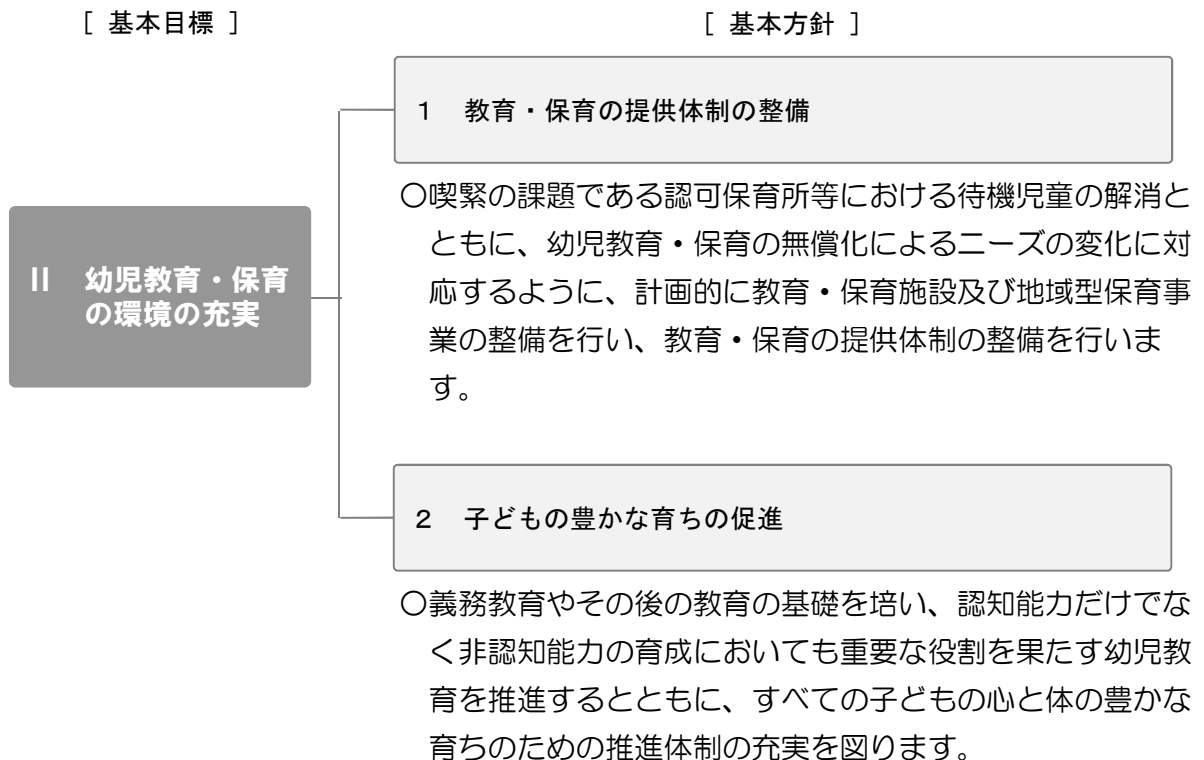 [ 基本目標 ]
[ 基本方針 ]
1 教育・保育の提供体制の整備
○喫緊の課題である認可保育所等における待機児童の解消と
ともに、幼児教育・保育の無償化によるニーズの変化に対
応するように、計画的に教育・保育施設及び地域型保育事
業の整備を行い、教育・保育の提供体制の整備を行いま
す。
Ⅱ 幼児教育・保育
の環境の充実
2 子どもの豊かな育ちの促進
○義務教育やその後の教育の基礎を培い、認知能力だけでな
く非認知能力の育成においても重要な役割を果たす幼児教
育を推進するとともに、すべての子どもの心と体の豊かな
育ちのための推進体制の充実を図ります。